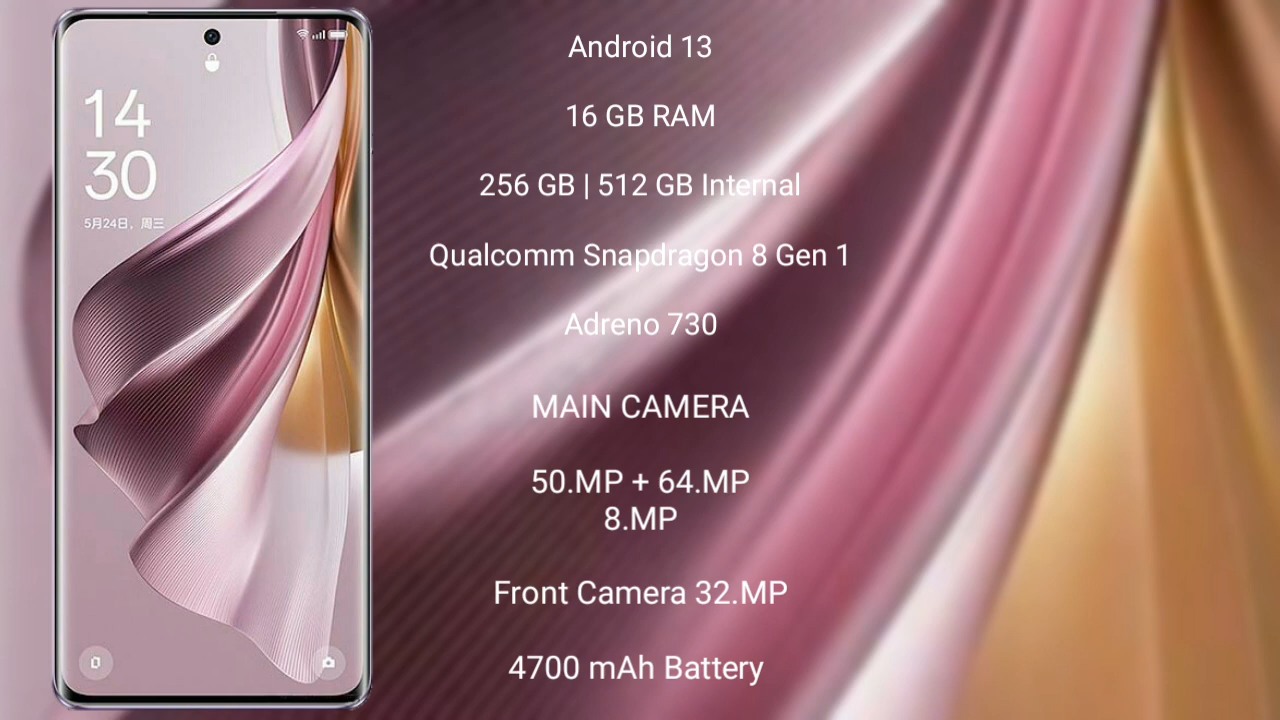 14
30
5月24日，周三
Android 13
16 GB RAM
256 GB | 512 GB Internal
Qualcomm Snapdragon 8 Gen 1
Adreno 730
MAIN CAMERA
50.MP + 64.MP
8.MP
Front Camera 32.MP
4700 mAh Battery